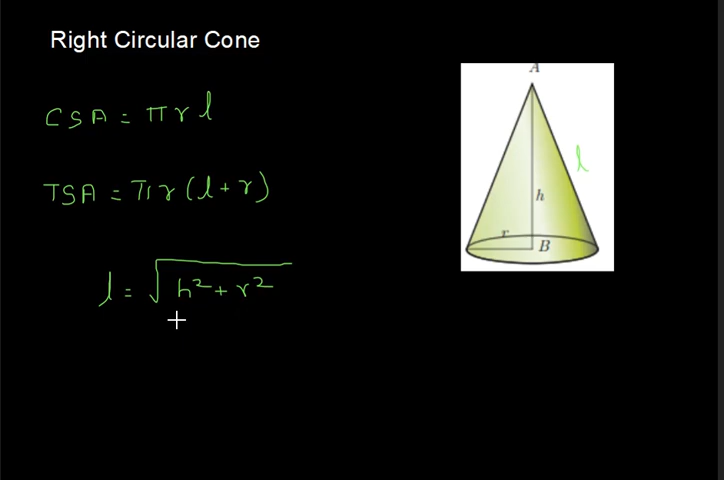 Right Circular Cone
CSA = πrl
TSA = πr(l+r)
l = √h²+r²
A
l
h
r
B